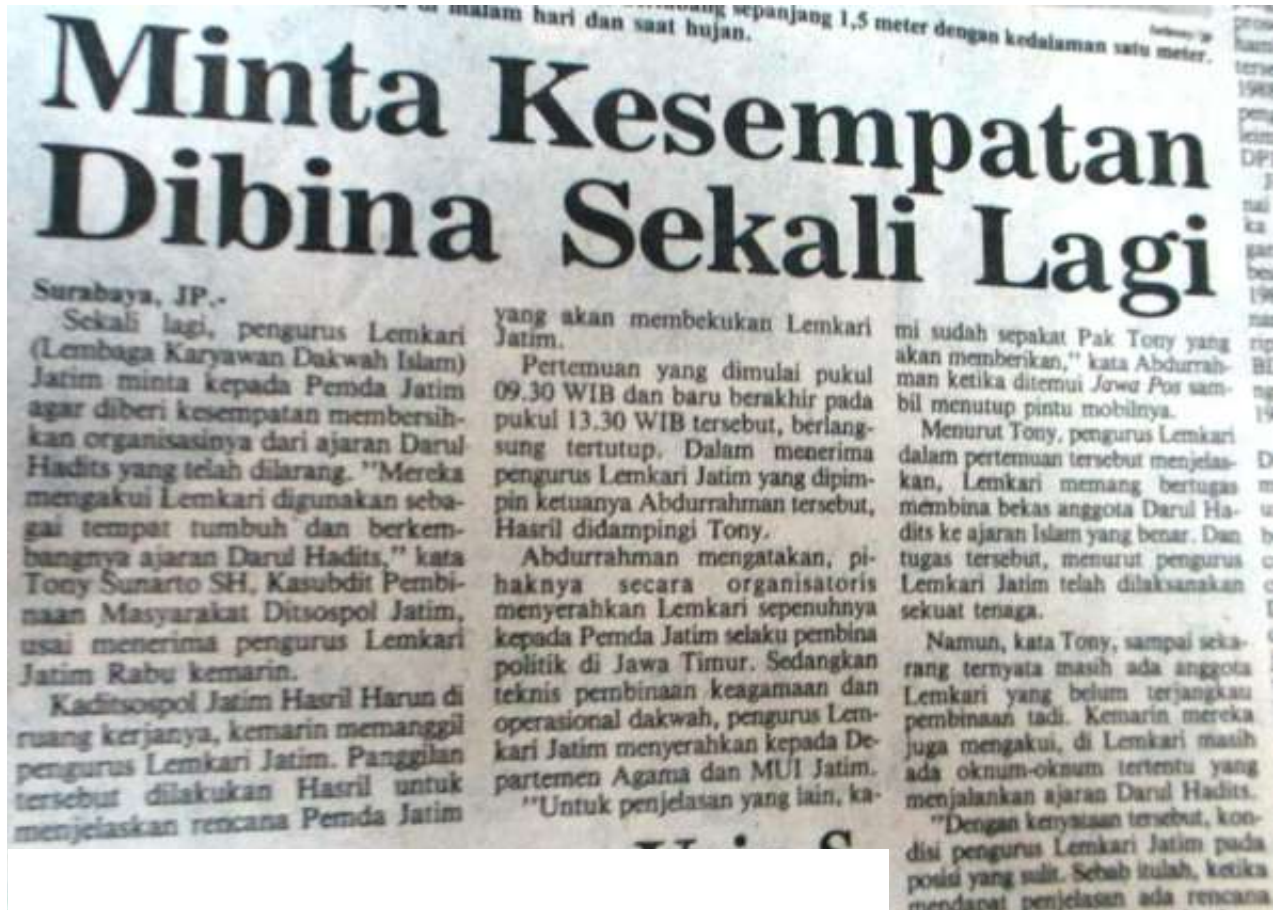 di malam hari dan saat hujan.
sepanjang 1,5 meter dengan kedalaman satu meter.
Minta Kesempatan
Dibina Sekali Lagi
Surabaya, JP.-
Sekali lagi, pengurus Lemkari
(Lembaga Karyawan Dakwah Islam)
Jatim minta kepada Pemda Jatim
agar diberi kesempatan membersih-
kan organisasinya dari ajaran Darul
Hadits yang telah dilarang. "Mereka
mengakui Lemkari digunakan seba-
gai tempat tumbuh dan berkem-
bangnya ajaran Darul Hadits," kata
Tony Sunarto SH, Kasubdit Pembi-
naan Masyarakat Ditsospol Jatim,
usai menerima pengurus Lemkari
Jatim Rabu kemarin.
Kaditsospol Jatim Hasril Harun di
ruang kerjanya, kemarin memanggil
pengurus Lemkari Jatim. Panggilan
tersebut dilakukan Hasril untuk
menjelaskan rencana Pemda Jatim
yang akan membekukan Lemkari
Jatim.
Pertemuan yang dimulai pukul
09.30 WIB dan baru berakhir pada
pukul 13.30 WIB tersebut, berlang-
sung tertutup. Dalam menerima
pengurus Lemkari Jatim yang dipim-
pin ketuanya Abdurrahman tersebut,
Hasril didampingi Tony.
Abdurrahman mengatakan, pi-
haknya secara organisatoris
menyerahkan Lemkari sepenuhnya
kepada Pemda Jatim selaku pembina
politik di Jawa Timur. Sedangkan
teknis pembinaan keagamaan dan
operasional dakwah, pengurus Lem-
kari Jatim menyerahkan kepada De-
partemen Agama dan MUI Jatim.
"Untuk penjelasan yang lain, ka-
mi sudah sepakat Pak Tony yang
akan memberikan," kata Abdurrah-
man ketika ditemui Jawa Pos sam-
bil menutup pintu mobilnya.
Menurut Tony, pengurus Lemkari
dalam pertemuan tersebut menjelas-
kan, Lemkari memang bertugas
membina bekas anggota Darul Ha-
dits ke ajaran Islam yang benar. Dan
tugas tersebut, menurut pengurus
Lemkari Jatim telah dilaksanakan
sekuat tenaga.
Namun, kata Tony, sampai seka-
rang ternyata masih ada anggota
Lemkari yang belum terjangkau
pembinaan tadi. Kemarin mereka
juga mengakui, di Lemkari masih
ada oknum-oknum tertentu yang
menjalankan ajaran Darul Hadits.
"Dengan kenyataan tersebut, kon-
disi pengurus Lemkari Jatim pada
posisi yang sulit. Sebab itulah, ketika
mendapat penjelasan ada rencana